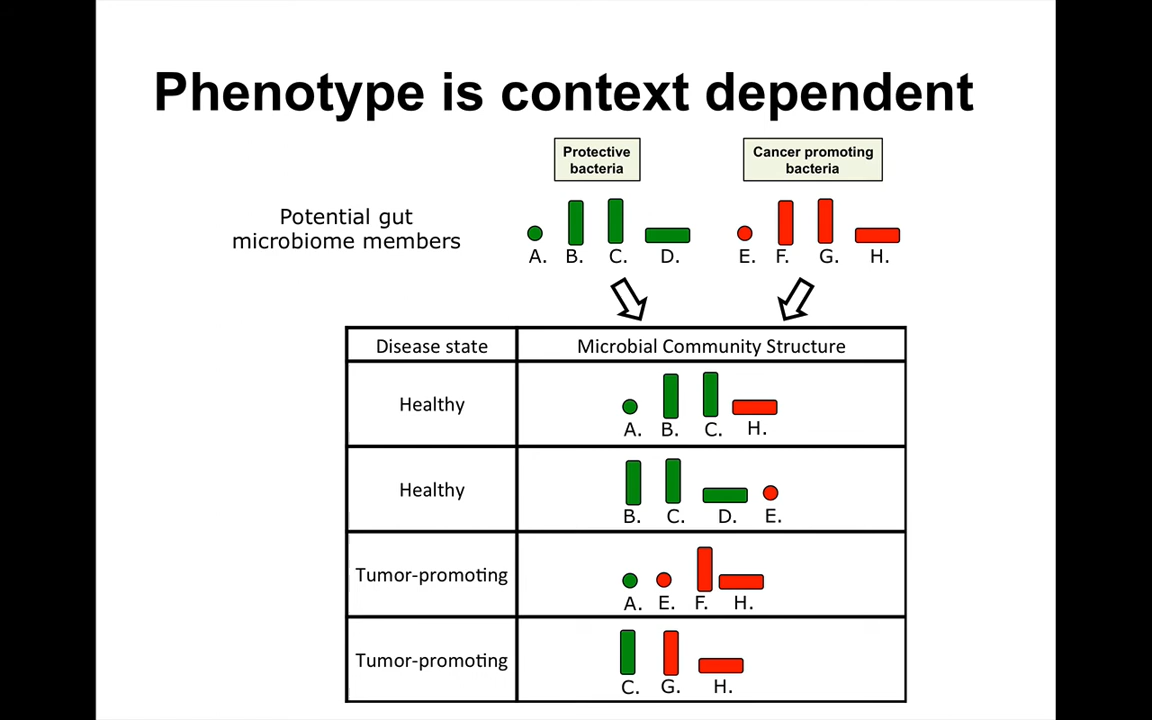 Phenotype is context dependent
Protective
bacteria
Cancer promoting
bacteria
Potential gut
microbiome members
A. B. C. D. E. F. G. H.
Disease state Microbial Community Structure
Healthy
A. B. C. H.
Healthy
B. C. D. E.
Tumor-promoting
A. E. F. H.
Tumor-promoting
C. G. H.